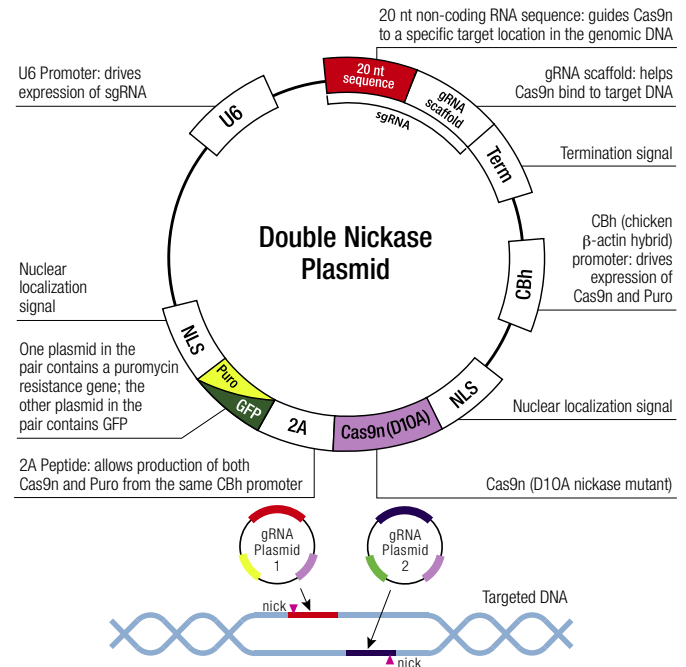 20 nt non-coding RNA sequence: guides Cas9n
to a specific target location in the genomic DNA
U6 Promoter: drives
expression of sgRNA
gRNA scaffold: helps
Cas9n bind to target DNA
20 nt
sequence
gRNA
scaffold
sgRNA
U6
Term
Termination signal
Double Nickase
Plasmid
CBh (chicken
β-actin hybrid)
promoter: drives
expression of
Cas9n and Puro
CBh
Nuclear
localization
signal
NLS
One plasmid in the
pair contains a puromycin
resistance gene; the
other plasmid in the
pair contains GFP
Puro
GFP
2A
Cas9n (D10A)
NLS
Nuclear localization signal
2A Peptide: allows production of both
Cas9n and Puro from the same CBh promoter
Cas9n (D10A nickase mutant)
gRNA
Plasmid
1
gRNA
Plasmid
2
nick
Targeted DNA
nick